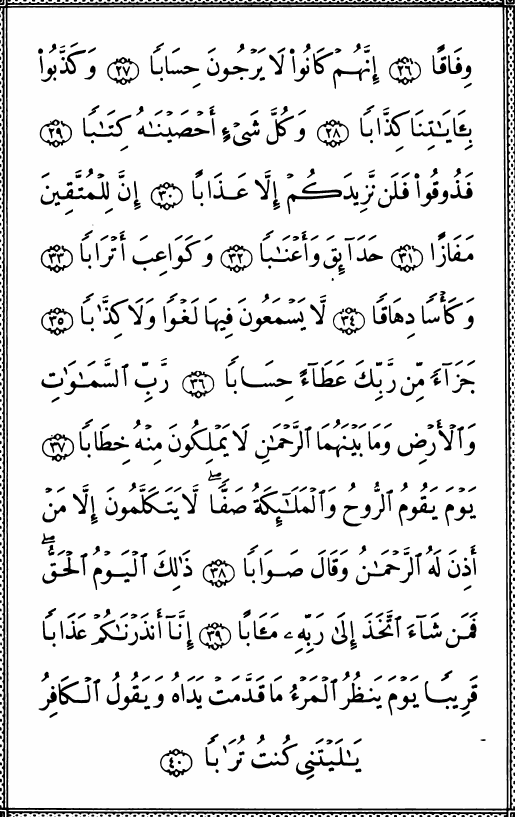 وِفَاقًا ٢٦ إِنَّهُمْ كَانُوا۟ لَا يَرْجُونَ حِسَابًا ٢٧ وَكَذَّبُوا۟
بِـَٔايَـٰتِنَا كِذَّابًا ٢٨ وَكُلَّ شَىْءٍ أَحْصَيْنَـٰهُ كِتَـٰبًا ٢٩
فَذُوقُوا۟ فَلَن نَّزِيدَكُمْ إِلَّا عَذَابًا ٣٠ إِنَّ لِلْمُتَّقِينَ
مَفَازًا ٣١ حَدَآئِقَ وَأَعْنَـٰبًا ٣٢ وَكَوَاعِبَ أَتْرَابًا ٣٣
وَكَأْسًا دِهَاقًا ٣٤ لَّا يَسْمَعُونَ فِيهَا لَغْوًا وَلَا كِذَّٰبًا ٣٥
جَزَآءً مِّن رَّبِّكَ عَطَآءً حِسَابًا ٣٦ رَّبِّ ٱلسَّمَـٰوَٰتِ
وَٱلْأَرْضِ وَمَا بَيْنَهُمَا ٱلرَّحْمَـٰنِ لَا يَمْلِكُونَ مِنْهُ خِطَابًا ٣٧
يَوْمَ يَقُومُ ٱلرُّوحُ وَٱلْمَلَـٰٓئِكَةُ صَفًّا ۖ لَّا يَتَكَلَّمُونَ إِلَّا مَنْ
أَذِنَ لَهُ ٱلرَّحْمَـٰنُ وَقَالَ صَوَابًا ٣٨ ذَٰلِكَ ٱلْيَوْمُ ٱلْحَقُّ ۖ
فَمَن شَآءَ ٱتَّخَذَ إِلَىٰ رَبِّهِۦ مَـَٔابًا ٣٩ إِنَّآ أَنذَرْنَـٰكُمْ عَذَابًا
قَرِيبًا يَوْمَ يَنظُرُ ٱلْمَرْءُ مَا قَدَّمَتْ يَدَاهُ وَيَقُولُ ٱلْكَافِرُ
يَـٰلَيْتَنِى كُنتُ تُرَٰبًا ٤٠